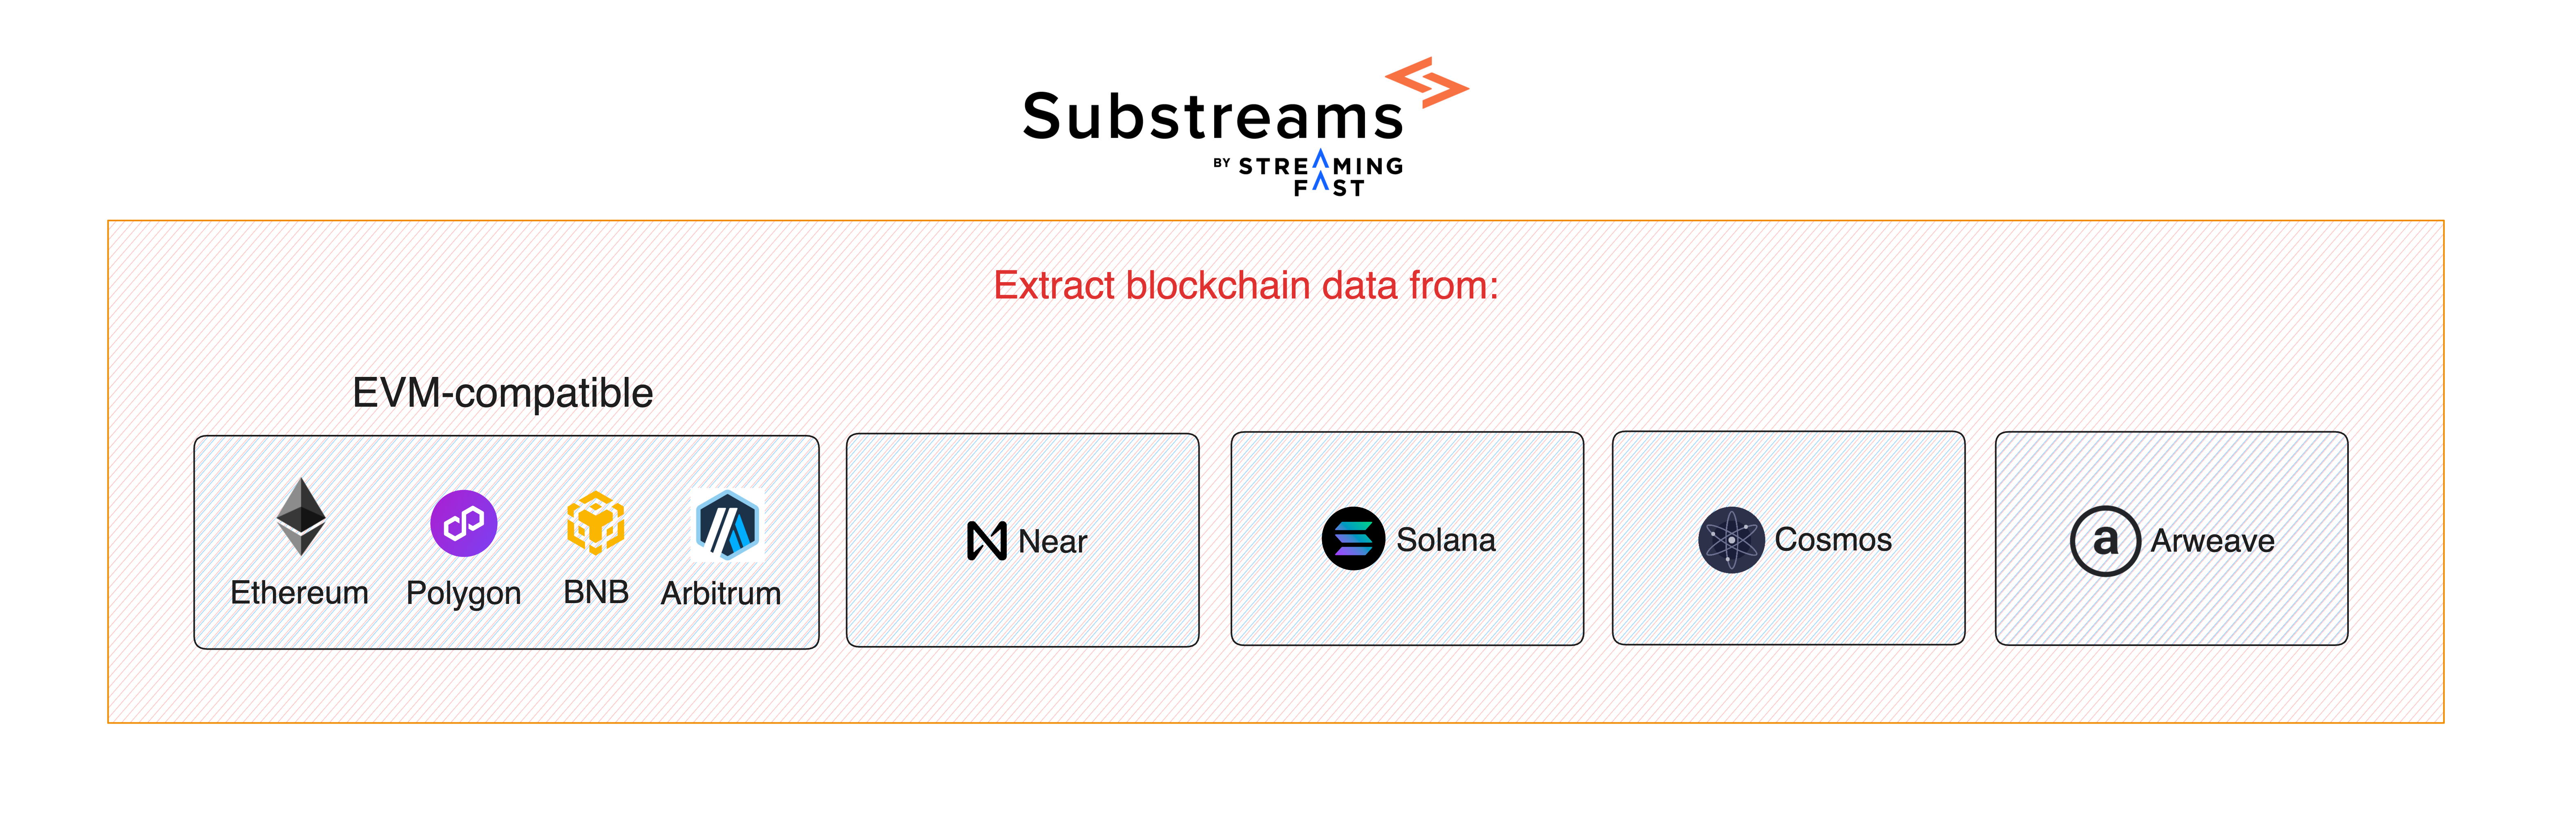 Substreams
BY STREAMING
FAST
Extract blockchain data from:
EVM-compatible
Ethereum Polygon BNB Arbitrum
Near
Solana
Cosmos
a Arweave